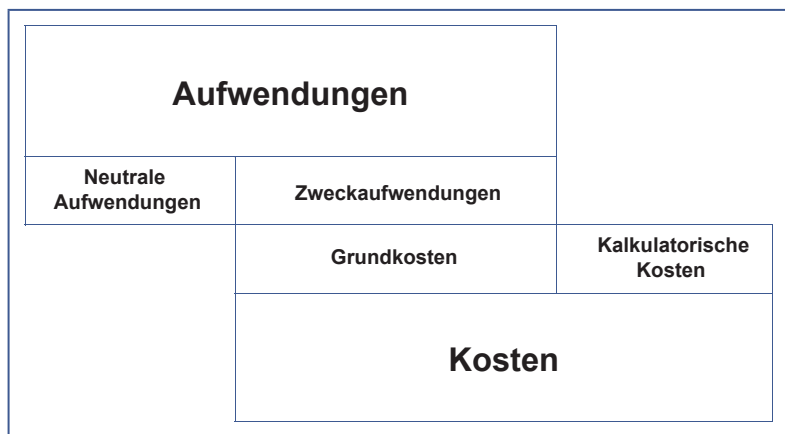 Aufwendungen
Neutrale
Aufwendungen
Zweckaufwendungen
Grundkosten
Kalkulatorische
Kosten
Kosten